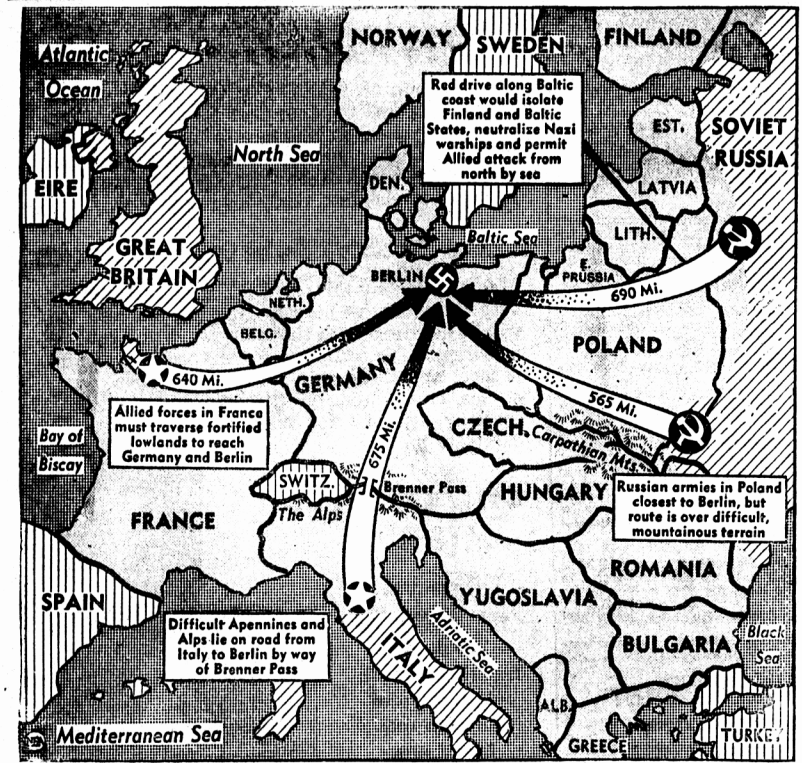 Atlantic
Ocean
NORWAY
SWEDEN
FINLAND
Red drive along Baltic
coast would isolate
Finland and Baltic
States, neutralize Nazi
warships and permit
Allied attack from
north by sea
EST.
SOVIET
RUSSIA
North Sea
DEN.
LATVIA
EIRE
LITH.
GREAT
BRITAIN
Baltic Sea
E.
PRUSSIA
BERLIN
690 Mi.
NETH.
BELG.
POLAND
640 Mi.
GERMANY
565 Mi.
Allied forces in France
must traverse fortified
lowlands to reach
Germany and Berlin
675 Mi.
CZECH.
Carpathian Mts.
Bay of
Biscay
SWITZ.
Brenner Pass
HUNGARY
Russian armies in Poland
closest to Berlin, but
route is over difficult,
mountainous terrain
The Alps
FRANCE
ROMANIA
SPAIN
YUGOSLAVIA
Difficult Apennines and
Alps lie on road from
Italy to Berlin by way
of Brenner Pass
Adriatic Sea
ITALY
BULGARIA
Black
Sea
ALB.
Mediterranean Sea
GREECE
TURKEY